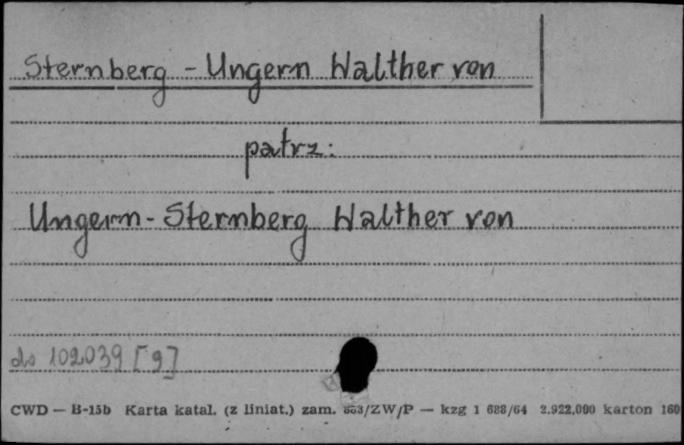 Sternberg - Ungern Walther von
patrz:
Ungern - Sternberg Walther von
do 102039 [9]
CWD — B-15b Karta katal. (z liniat.) zam. /ZW/P — kzg 1 688/64 2.922.000 karton 160